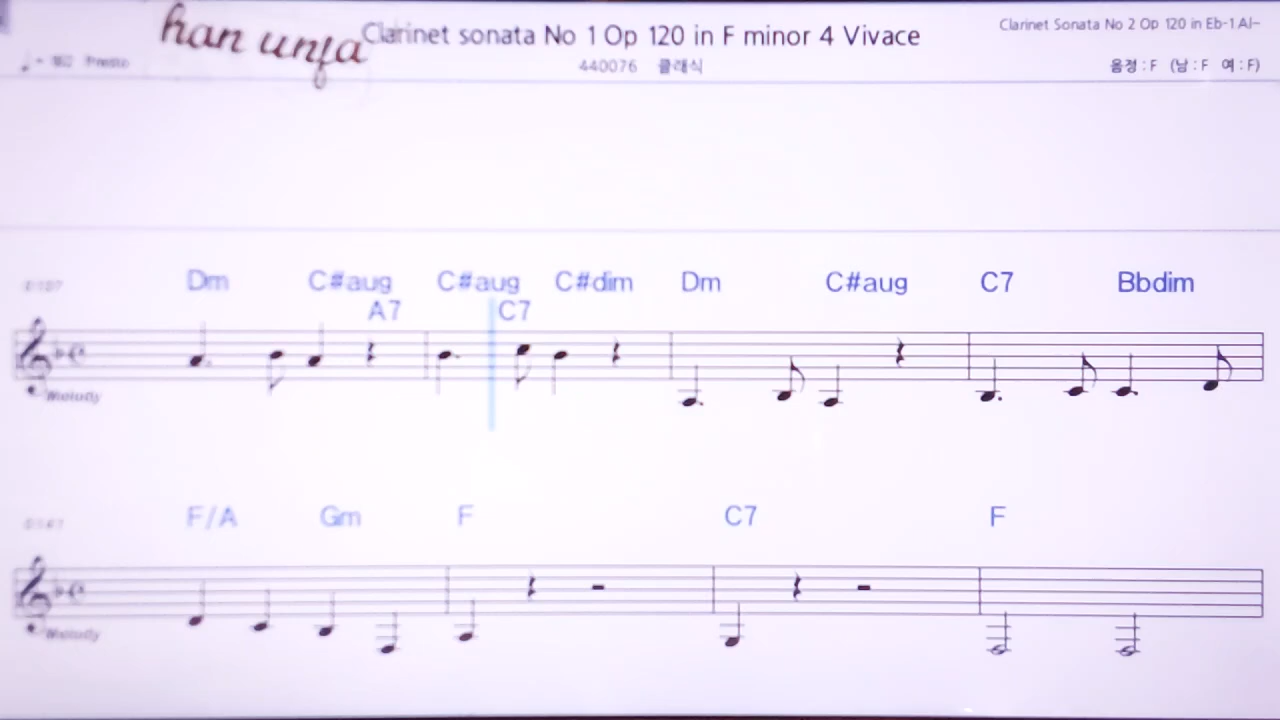 han unfa
Clarinet sonata No 1 Op 120 in F minor 4 Vivace
Clarinet Sonata No 2 Op 120 in Eb-1 Al-
Presto
440076 클래식
음정 : F (남 : F 여 : F)
Dm C#aug C#aug C#dim Dm C#aug C7 Bbdim
A7 C7
Melody
F/A Gm F C7 F
Melody